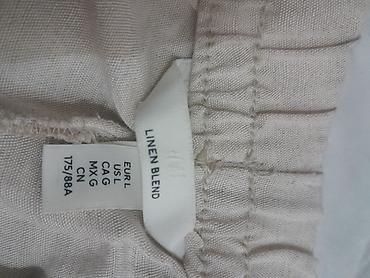 LINEN BLEND
EUR L
US L
CA G
MX G
CN
175/88A